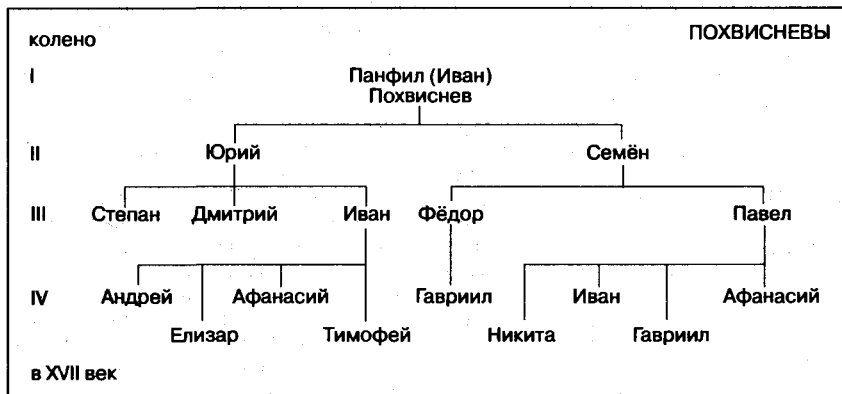 колено ПОХВИСНЕВЫ
I Панфил (Иван)
Похвиснев
II Юрий Семён
III Степан Дмитрий Иван Фёдор Павел
IV Андрей Афанасий Гавриил Иван Афанасий
Елизар Тимофей Никита Гавриил
в XVII век